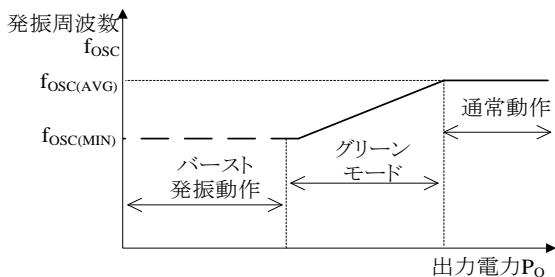 発振周波数
fOSC
fOSC(AVG)
fOSC(MIN)
通常動作
グリーン
モード
バースト
発振動作
出力電力PO